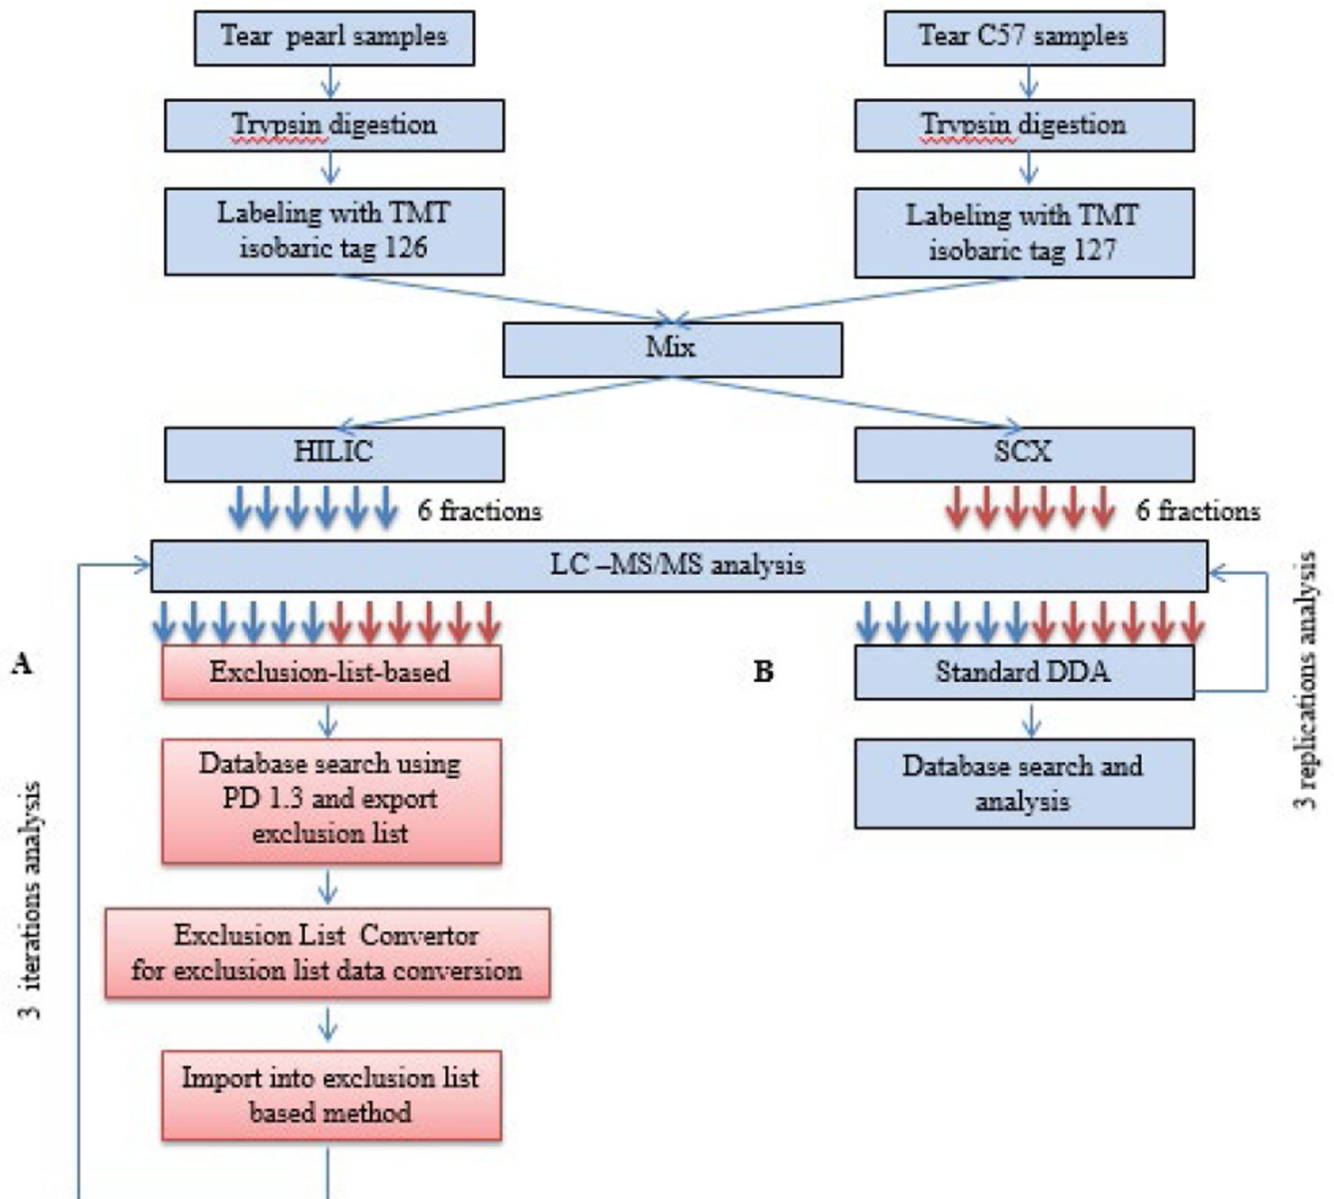 Tear pearl samples
Tear C57 samples
Trypsin digestion
Trypsin digestion
Labeling with TMT
isobaric tag 126
Labeling with TMT
isobaric tag 127
Mix
HILIC
SCX
6 fractions
6 fractions
LC –MS/MS analysis
A
Exclusion-list-based
B
Standard DDA
3 replications analysis
Database search using
PD 1.3 and export
exclusion list
Database search and
analysis
3 iterations analysis
Exclusion List Convertor
for exclusion list data conversion
Import into exclusion list
based method